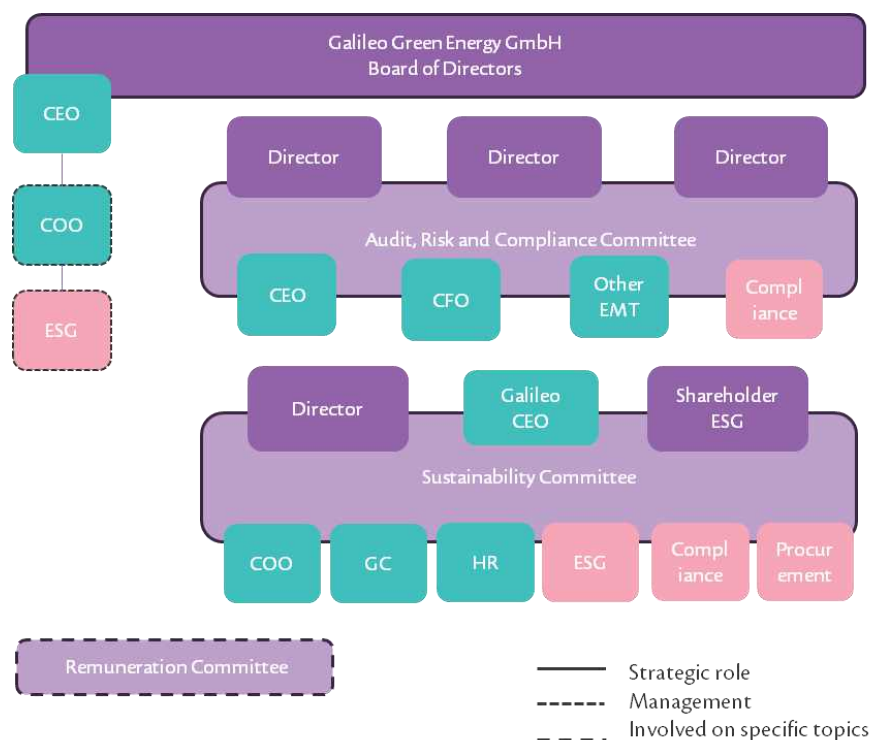 Galileo Green Energy GmbH
Board of Directors
CEO
COO
ESG
Director
Director
Director
Audit, Risk and Compliance Committee
CEO
CFO
Other
EMT
Compl
iance
Director
Galileo
CEO
Shareholder
ESG
Sustainability Committee
COO
GC
HR
ESG
Compl
iance
Procur
ement
Remuneration Committee
Strategic role
Management
Involved on specific topics